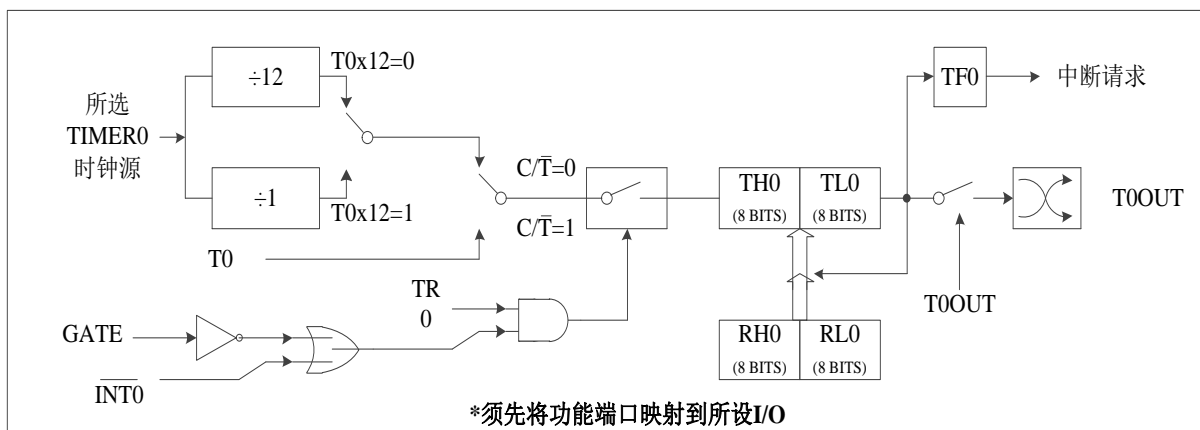 ÷12
T0x12=0
所选
TIMER0
时钟源
÷1
T0x12=1
T0
C/T̅=0
C/T̅=1
TF0
中断请求
TH0
(8 BITS)
TL0
(8 BITS)
T0OUT
T0OUT
TR
0
GATE
I̅N̅T̅0̅
RH0
(8 BITS)
RL0
(8 BITS)
*须先将功能端口映射到所设I/O